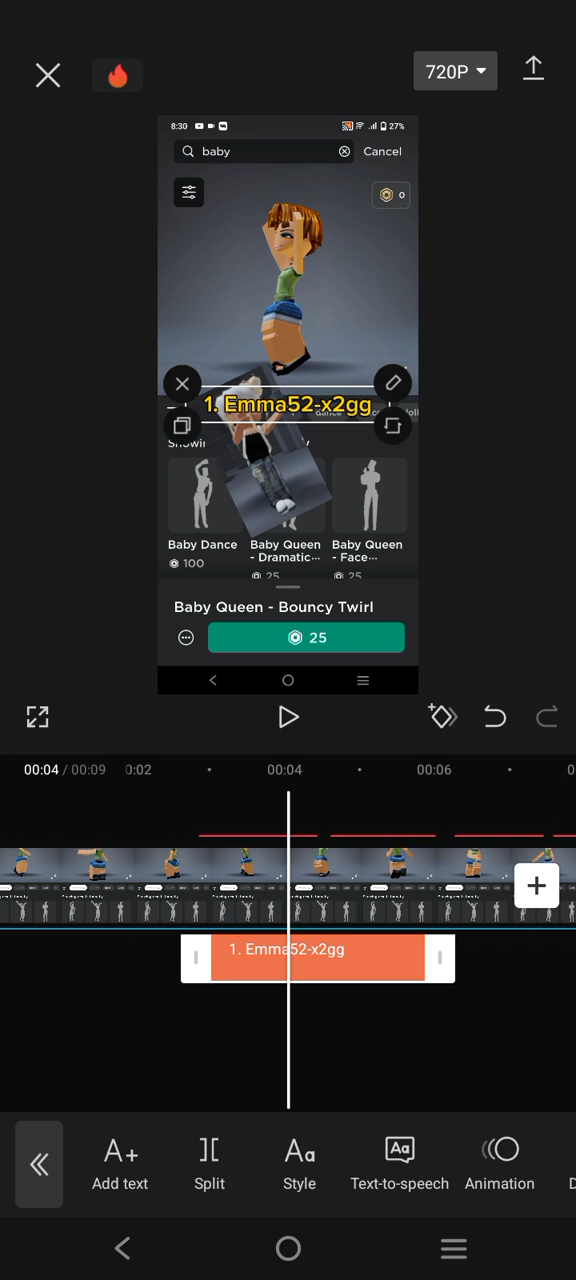 720P
8:30
27%
baby
Cancel
0
1. Emma52-x2gg
Baby Dance
100
Baby Queen
- Dramatic...
25
Baby Queen
- Face...
25
Baby Queen - Bouncy Twirl
25
00:04 / 00:09
0:02
00:04
00:06
1. Emma52-x2gg
A+
Add text
Split
Aa
Style
Aa
Text-to-speech
Animation